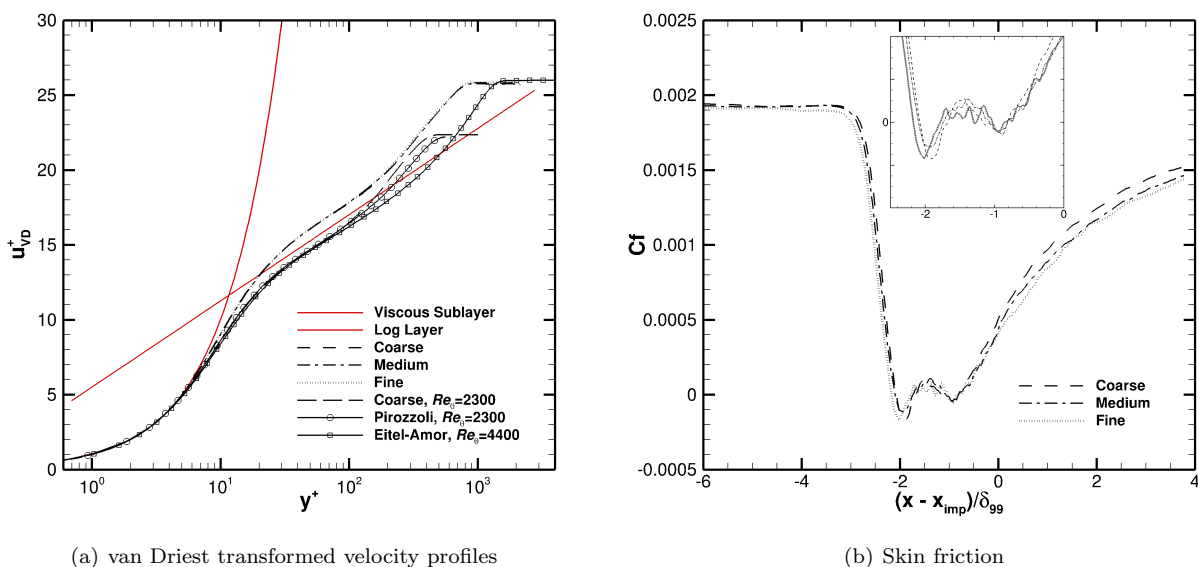 30
25
20
15
10
5
0
u⁺VD
10⁰
10¹
10²
10³
y⁺
Viscous Sublayer
Log Layer
Coarse
Medium
Fine
Coarse, Reθ=2300
Pirozzoli, Reθ=2300
Eitel-Amor, Reθ=4400
(a) van Driest transformed velocity profiles
0.0025
0.002
0.0015
0.001
0.0005
0
-0.0005
Cf
-6
-4
-2
0
2
4
(x - ximp)/δ99
0
-2
-1
0
Coarse
Medium
Fine
(b) Skin friction